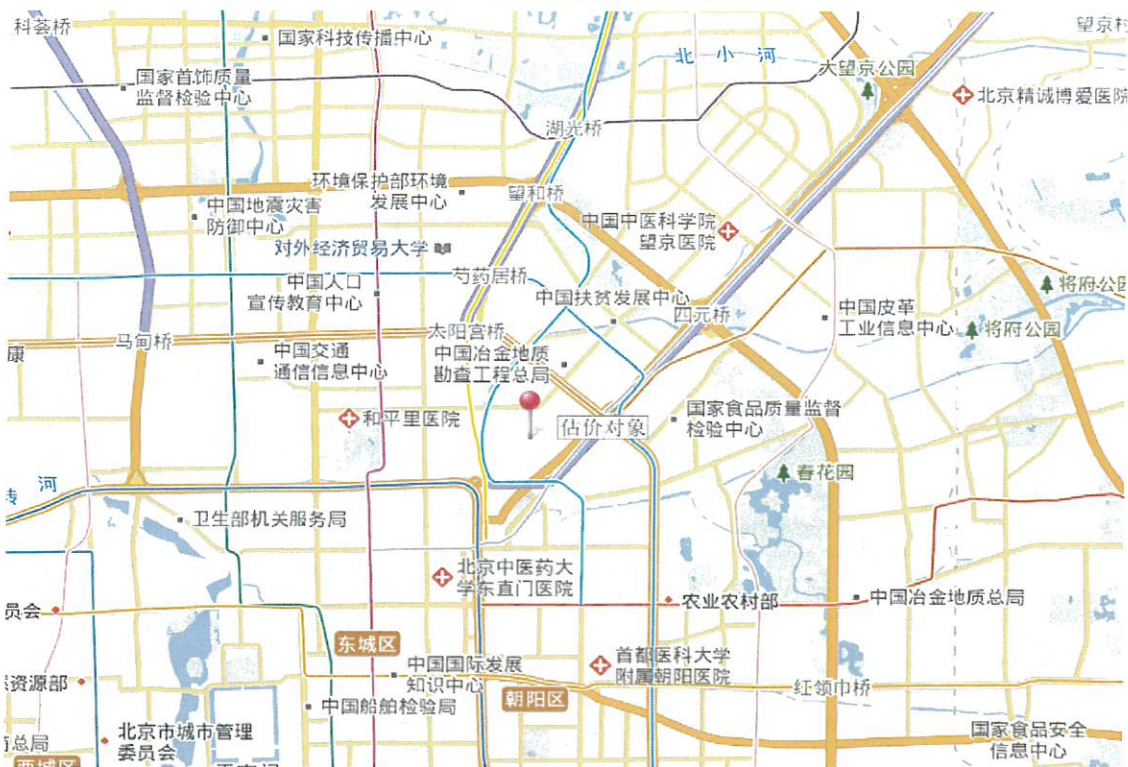 科荟桥
国家科技传播中心
望京村
北小河
大望京公园
国家首饰质量
监督检验中心
北京精诚博爱医院
湖光桥
环境保护部环境
发展中心
望和桥
中国地震灾害
防御中心
中国中医科学院
望京医院
对外经济贸易大学
芍药居桥
中国人口
宣传教育中心
中国扶贫发展中心
将府公园
四元桥
中国皮革
工业信息中心
将府公园
太阳宫桥
马甸桥
康
中国交通
通信信息中心
中国冶金地质
勘查工程总局
和平里医院
估价对象
国家食品质量监督
检验中心
春花园
转河
卫生部机关服务局
北京中医药大
学东直门医院
农业农村部
中国冶金地质总局
员会
东城区
中国国际发展
知识中心
首都医科大学
附属朝阳医院
资源部
朝阳区
红领巾桥
中国船舶检验局
北京市城市管理
委员会
总局
国家食品安全
信息中心
西城区